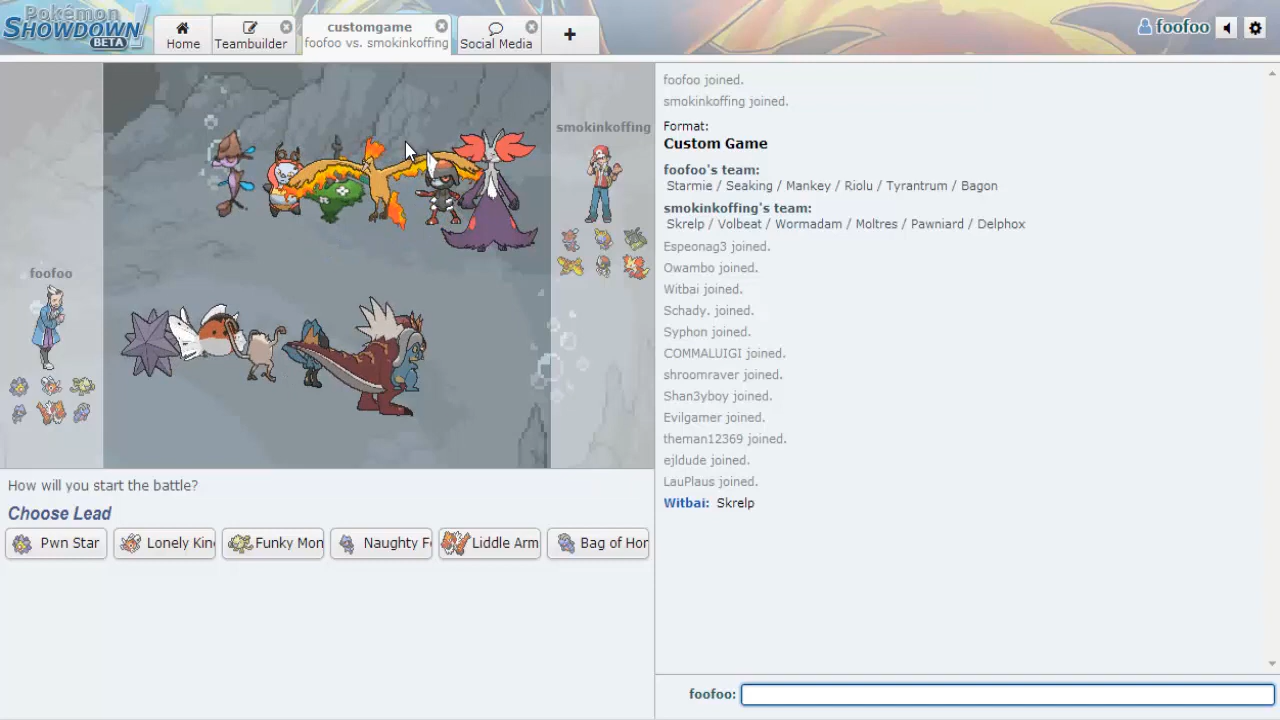 Pokémon
SHOWDOWN!
BETA
Home
Teambuilder
customgame
foofoo vs. smokinkoffing
Social Media
+
foofoo
smokinkoffing
foofoo
How will you start the battle?
Choose Lead
Pwn Star
Lonely Kin
Funky Mon
Naughty F
Liddle Arm
Bag of Hor
foofoo joined.
smokinkoffing joined.
Format:
Custom Game
foofoo's team:
Starmie / Seaking / Mankey / Riolu / Tyrantrum / Bagon
smokinkoffing's team:
Skrelp / Volbeat / Wormadam / Moltres / Pawniard / Delphox
Espeonag3 joined.
Owambo joined.
Witbai joined.
Schady. joined.
Syphon joined.
COMMALUIGI joined.
shroomraver joined.
Shan3yboy joined.
Evilgamer joined.
theman12369 joined.
ejldude joined.
LauPlaus joined.
Witbai: Skrelp
foofoo: